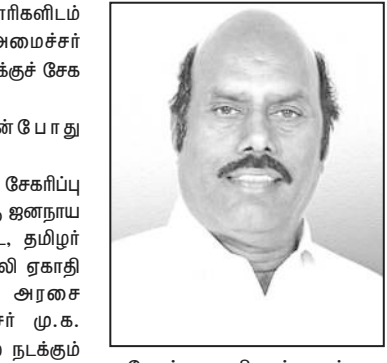 ாரிகளிடம்
அமைச்சர்
க்குச் சேக
ன் போது
சேகரிப்பு
ஜனநாய
தமிழர்
லி ஏகாதி
அரசை
சர் மு.க.
நடக்கும்